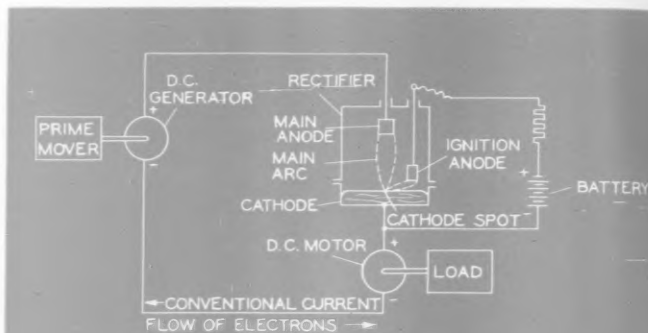 D.C.
GENERATOR
RECTIFIER
+
PRIME
MOVER
-
MAIN
ANODE
MAIN
ARC
IGNITION
ANODE
+
BATTERY
-
CATHODE
CATHODE SPOT
D.C. MOTOR
+
LOAD
-
CONVENTIONAL CURRENT
FLOW OF ELECTRONS